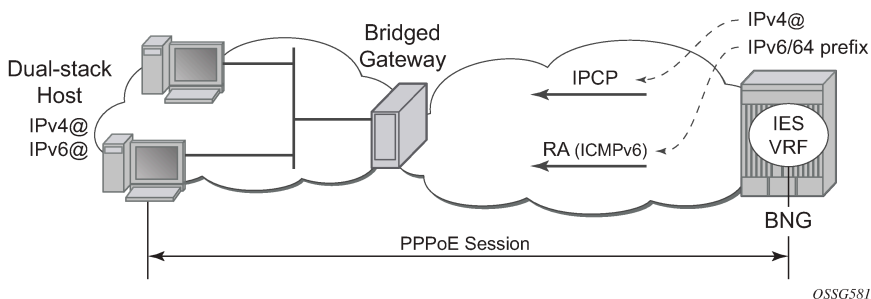 Dual-stack
Host
IPv4@
IPv6@
Bridged
Gateway
IPv4@
IPv6/64 prefix
IPCP
RA (ICMPv6)
IES
VRF
BNG
PPPoE Session
OSSG581